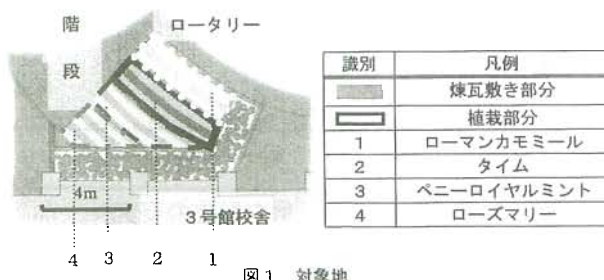 階段
ロータリー
4m
3号館校舎
4 3 2 1
識別 凡例
煉瓦敷き部分
植栽部分
1 ローマンカモミール
2 タイム
3 ペニーロイヤルミント
4 ローズマリー
図1 対象地